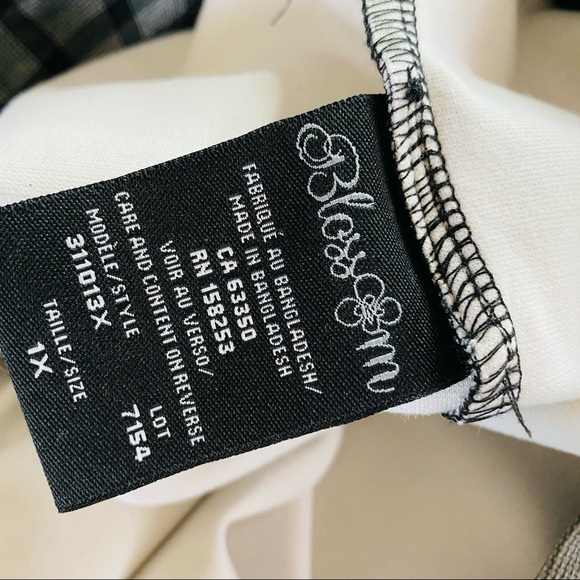 Blossom
FABRIQUÉ AU BANGLADESH/
MADE IN BANGLADESH
CA 63350
RN 158253
VOIR AU VERSO/
CARE AND CONTENT ON REVERSE
MODÈLE/STYLE
311013X
LOT
7154
TAILLE/SIZE
1X